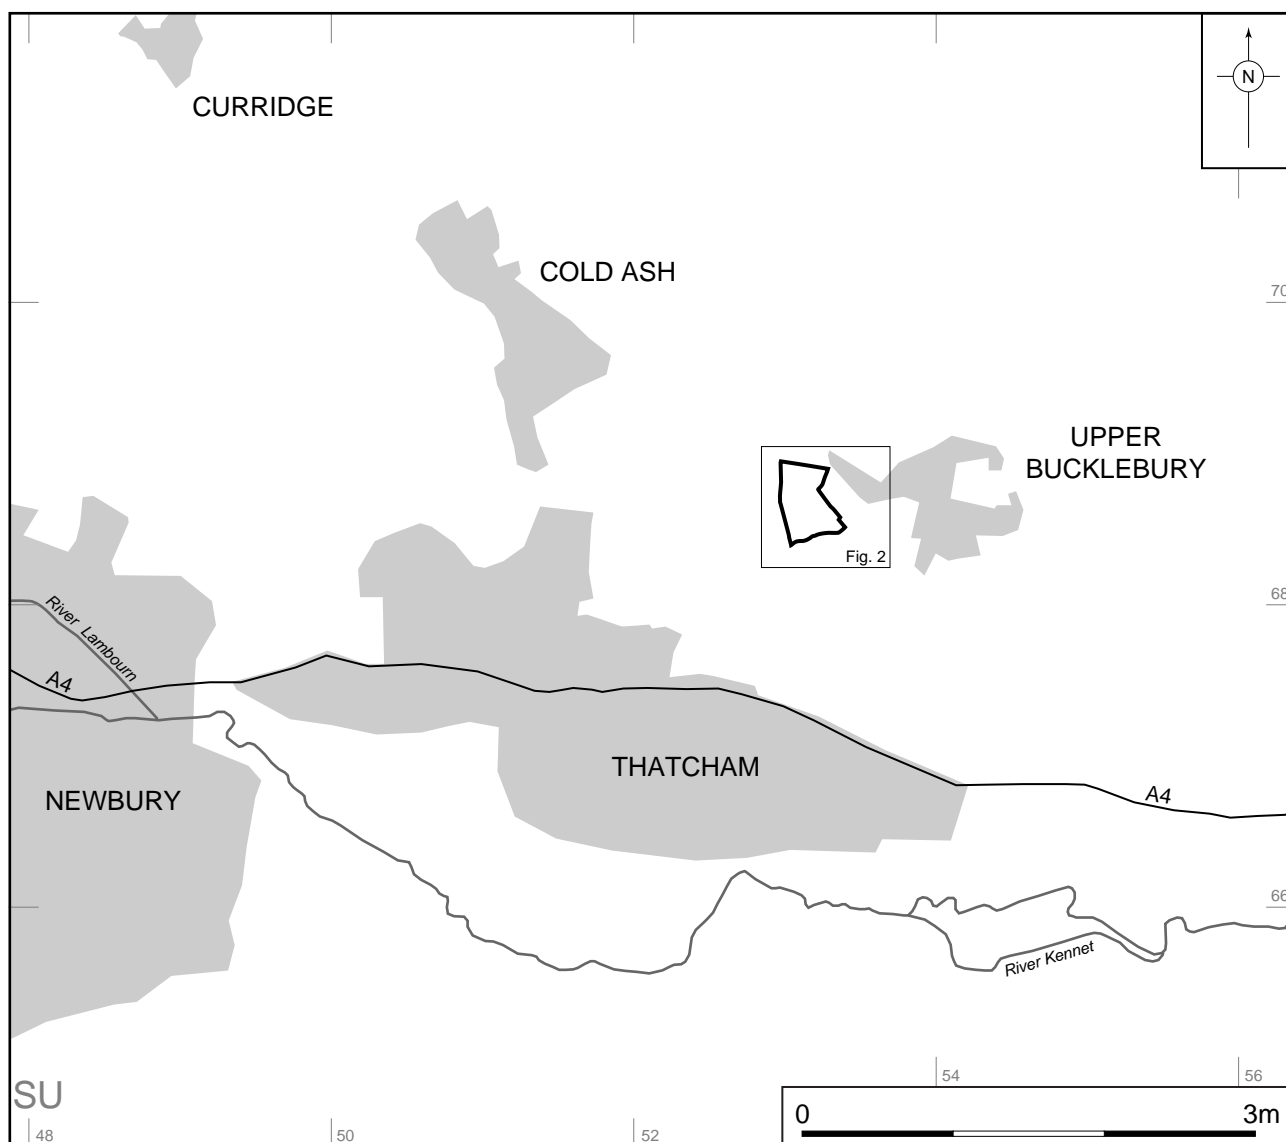 N
CURRIDGE
COLD ASH
70
UPPER
BUCKLEBURY
Fig. 2
68
River Lambourn
A4
THATCHAM
NEWBURY
A4
66
River Kennet
54
56
SU
0
3m
48
50
52